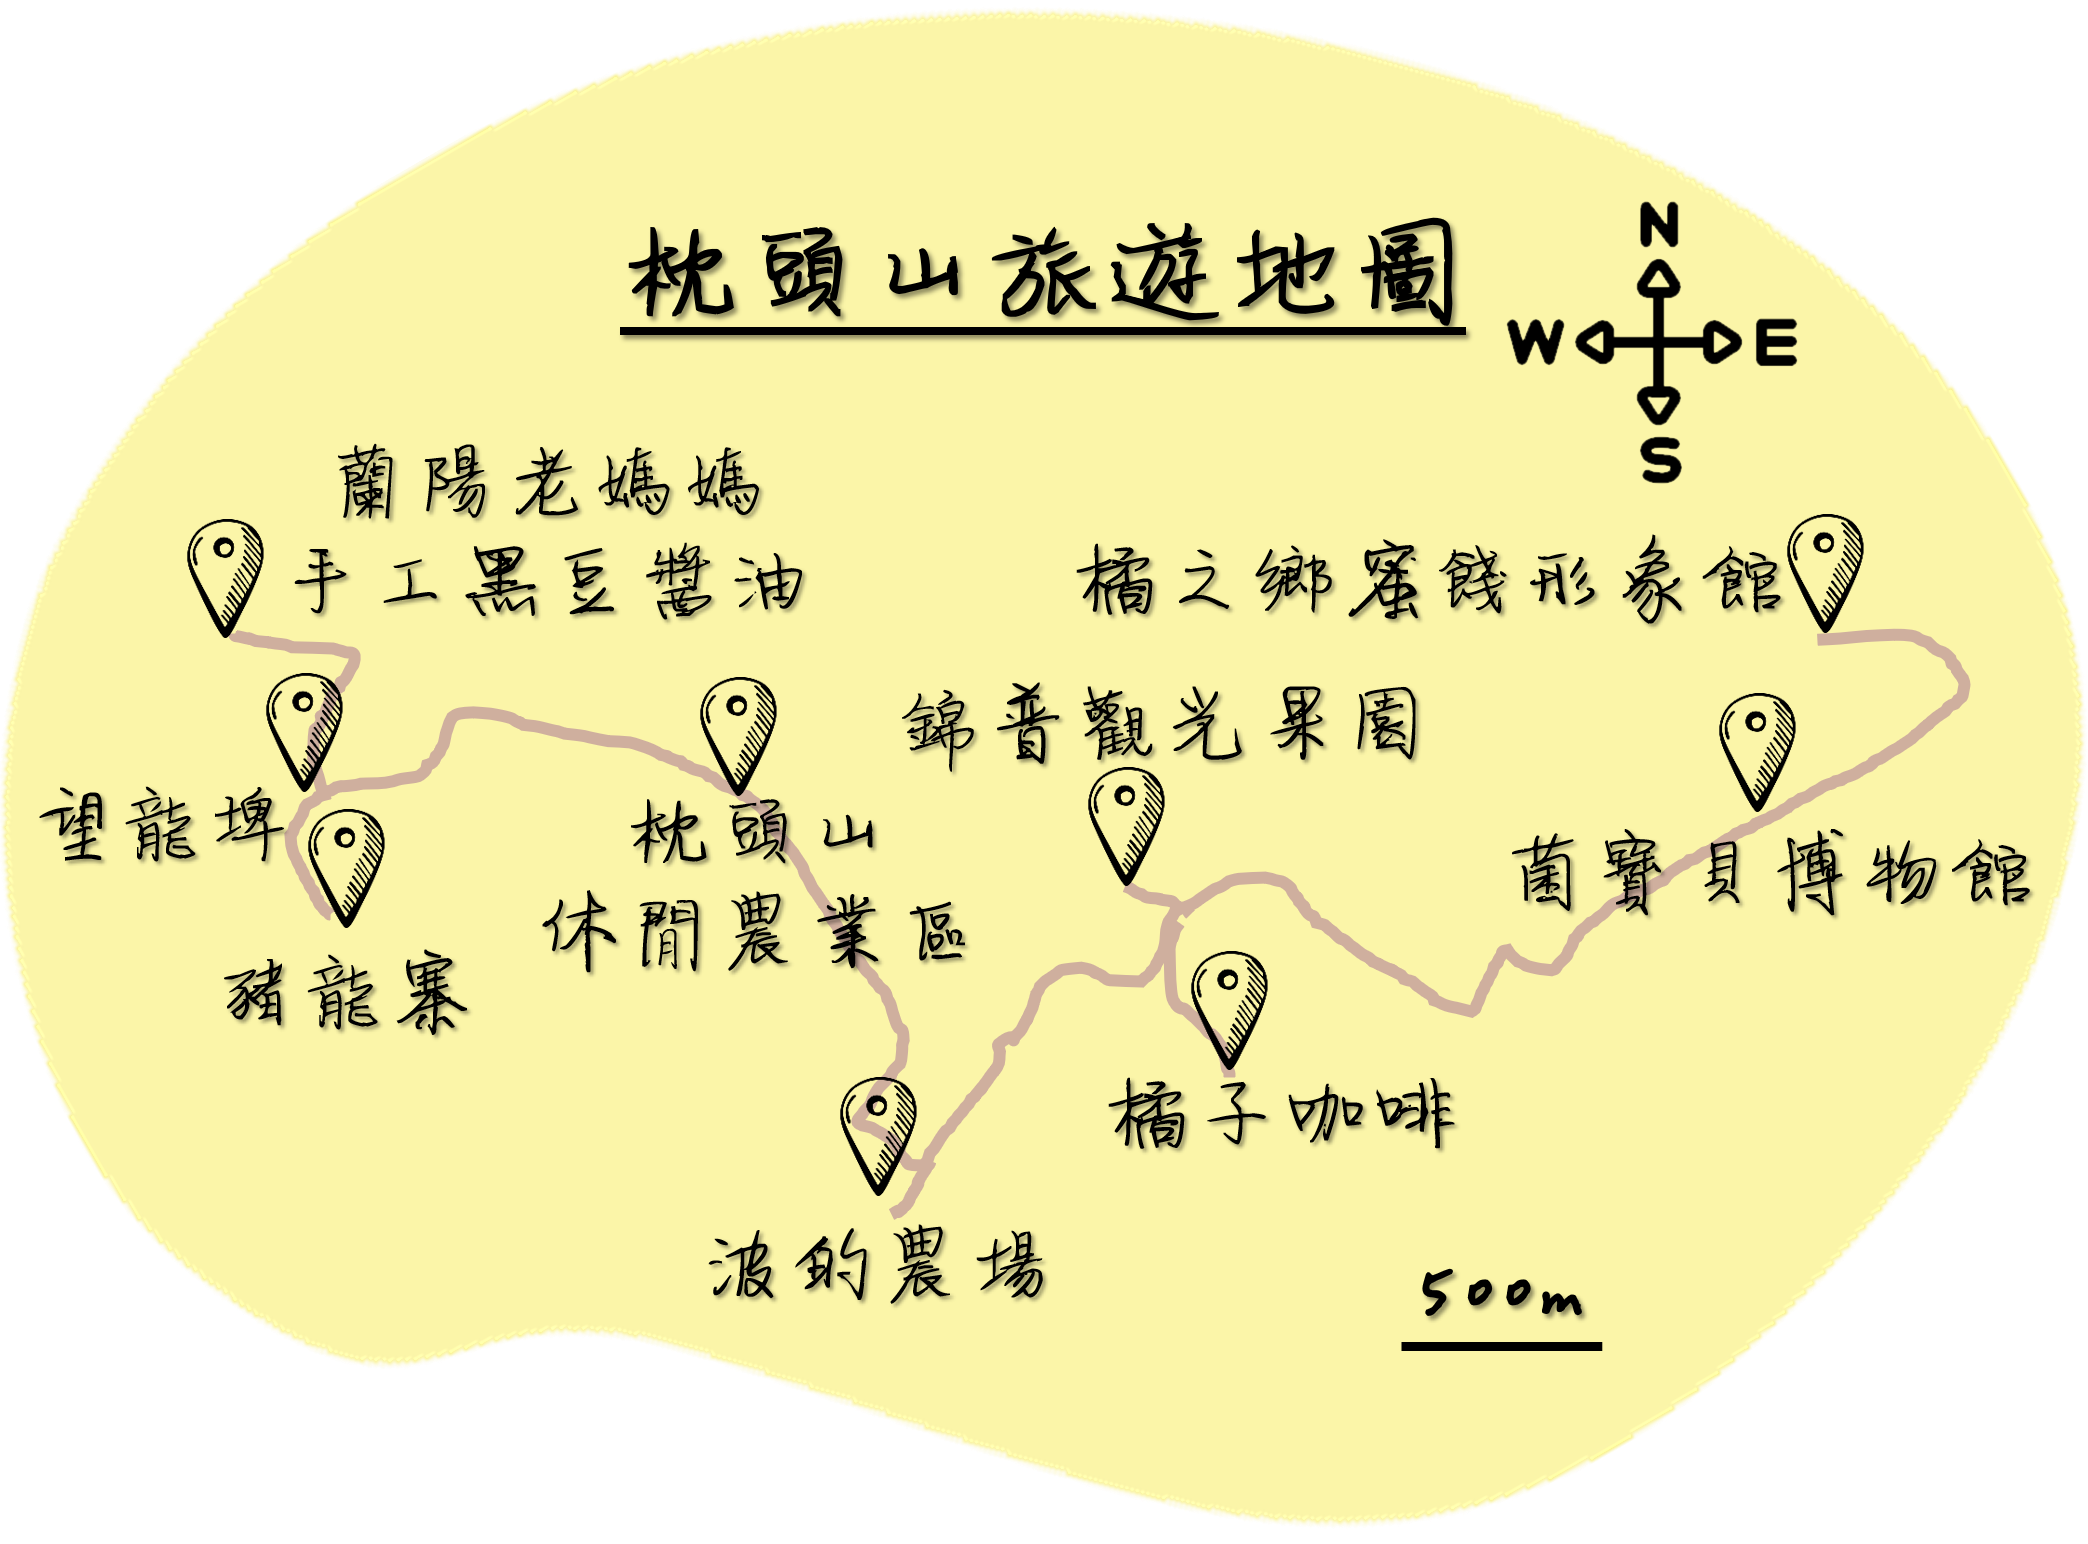 枕頭山旅遊地圖
N
W E
S
蘭陽老媽媽
手工黑豆醬油
橘之鄉蜜餞形象館
錦普觀光果園
望龍埤
枕頭山
休閒農業區
菌寶貝博物館
豬龍寨
橘子咖啡
波的農場
500m